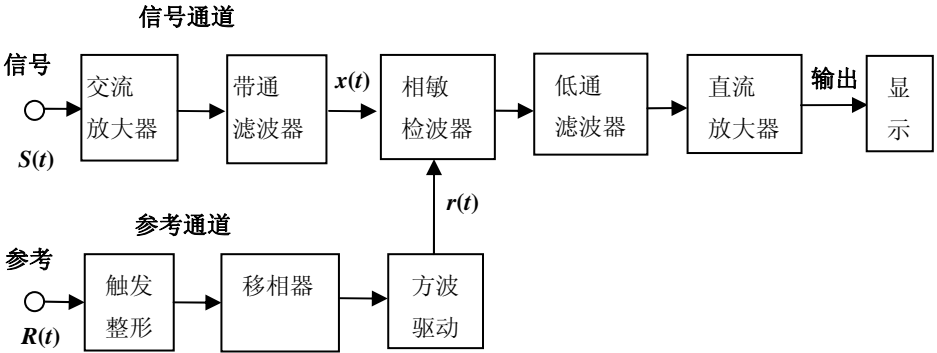 信号通道
信号
S(t)
交流
放大器
带通
滤波器
x(t)
相敏
检波器
低通
滤波器
直流
放大器
输出
显
示
r(t)
参考通道
参考
R(t)
触发
整形
移相器
方波
驱动